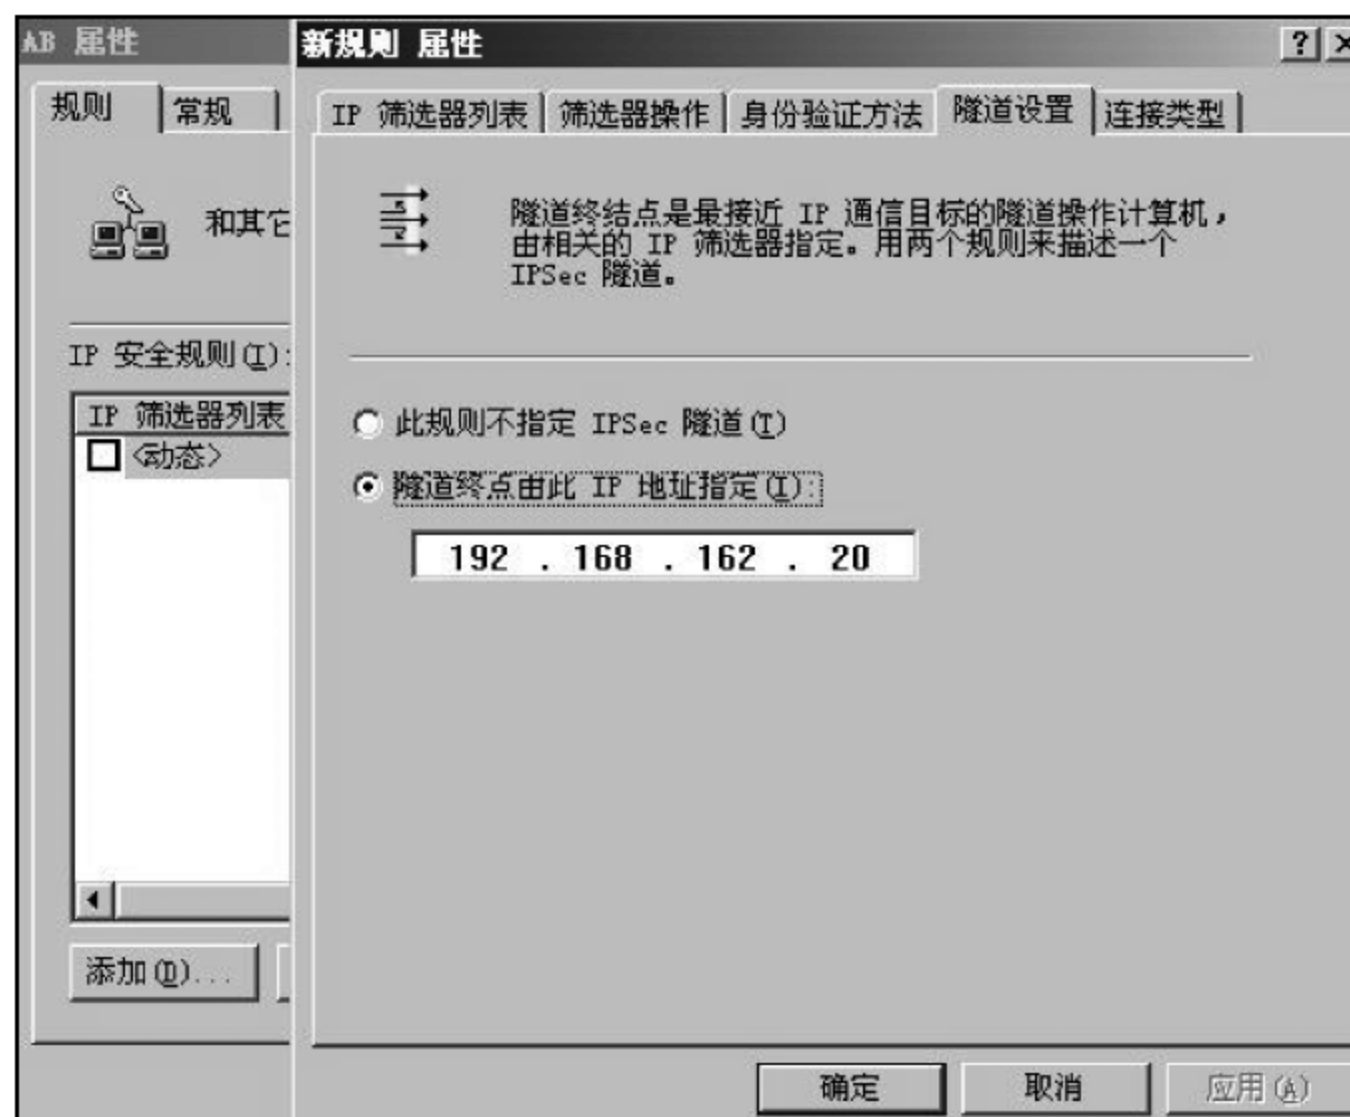 AB 属性
规则
常规
和其它
IP 安全规则(I):
IP 筛选器列表
<动态>
添加(D)...
新规则 属性
IP 筛选器列表
筛选器操作
身份验证方法
隧道设置
连接类型
隧道终结点是最接近 IP 通信目标的隧道操作计算机，
由相关的 IP 筛选器指定。用两个规则来描述一个
IPSec 隧道。
此规则不指定 IPSec 隧道(T)
隧道终点由此 IP 地址指定(I):
192 . 168 . 162 . 20
确定
取消
应用(A)